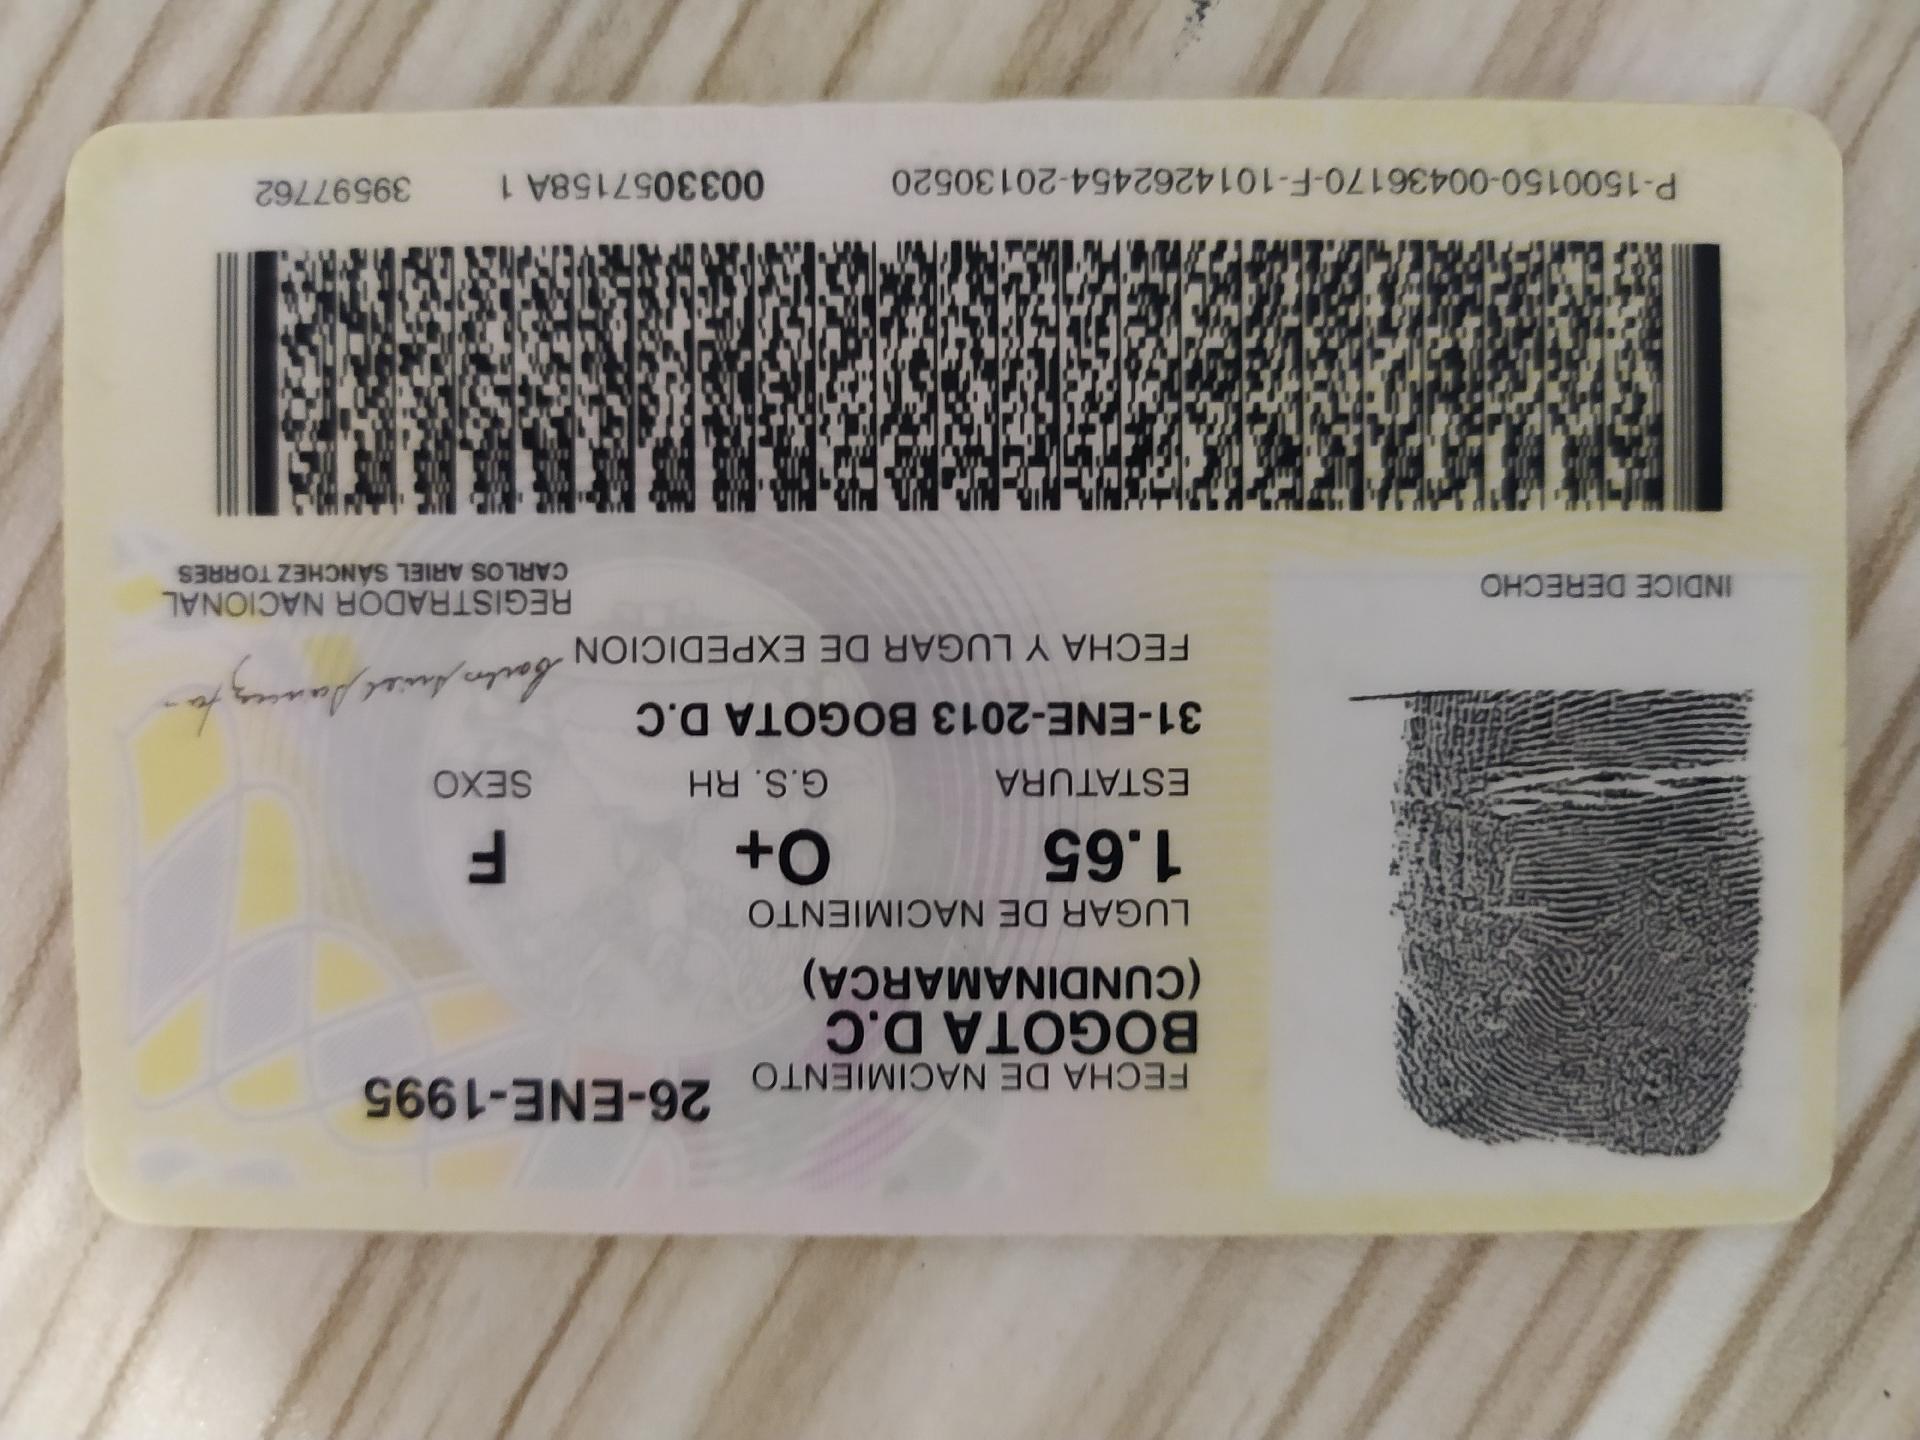 FECHA DE NACIMIENTO 26-ENE-1995
BOGOTA D.C
(CUNDINAMARCA)
LUGAR DE NACIMIENTO
1.65 O+ F
ESTATURA G.S. RH SEXO
31-ENE-2013 BOGOTA D.C
FECHA Y LUGAR DE EXPEDICION
REGISTRADOR NACIONAL
CARLOS ARIEL SÁNCHEZ TORRES
INDICE DERECHO
P-1500150-00436170-F-1014262454-20130520 0033057158A 1 39597762